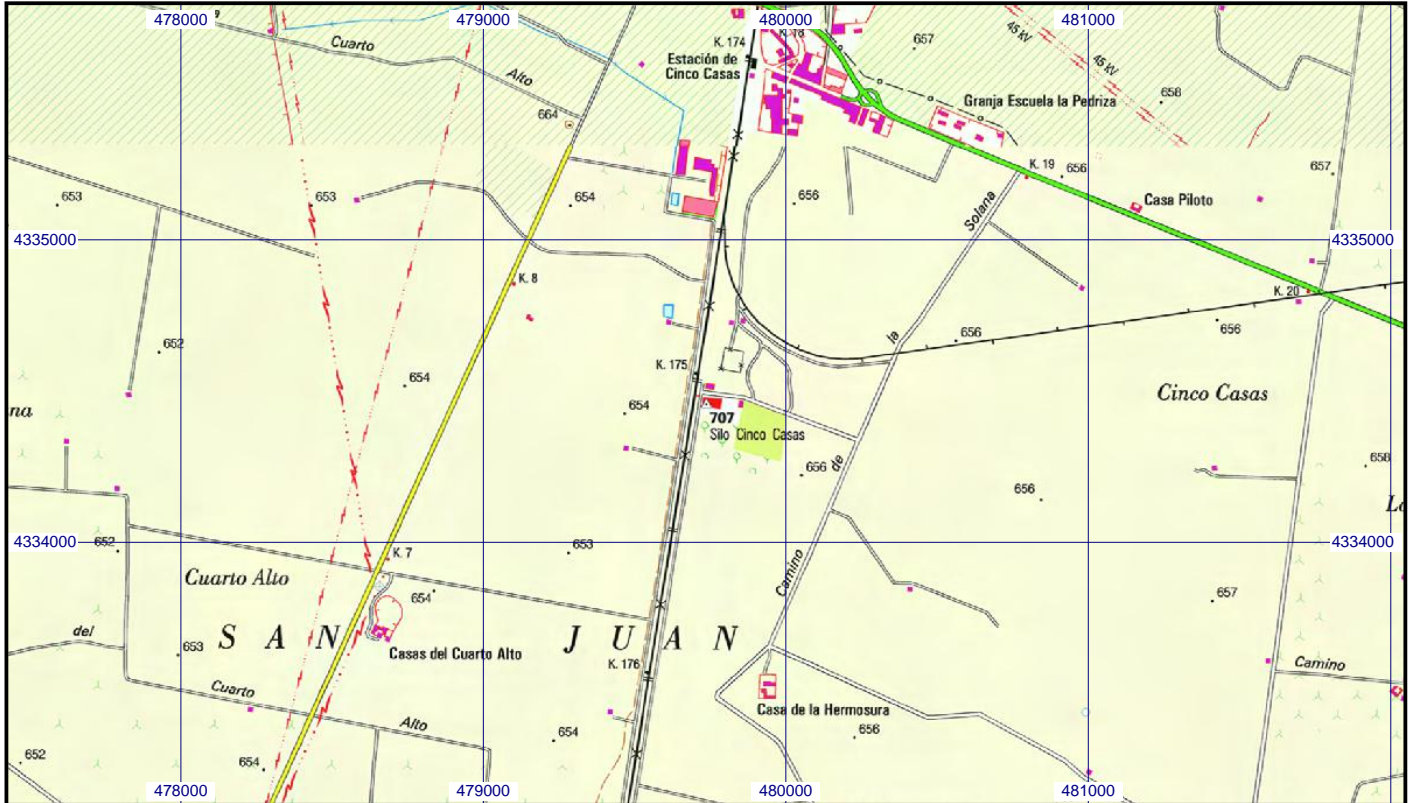 478000
479000
480000
481000
K. 174
K. 18
657
45 kV
45 kV
Cuarto
Alto
Estación de
Cinco Casas
658
Granja Escuela la Pedriza
664
K. 19
656
657
653
653
654
656
Solana
Casa Piloto
4335000
4335000
K. 8
K. 20
652
656
656
la
654
K. 175
Cinco Casas
na
654
707
Silo Cinco Casas
656
de
658
656
4334000
4334000
652
K. 7
653
Cuarto Alto
654
Camino
657
del
653
SAN JUAN
Casas del Cuarto Alto
K. 176
Camino
Cuarto
Alto
Casa de la Hermosura
654
656
652
654
478000
479000
480000
481000